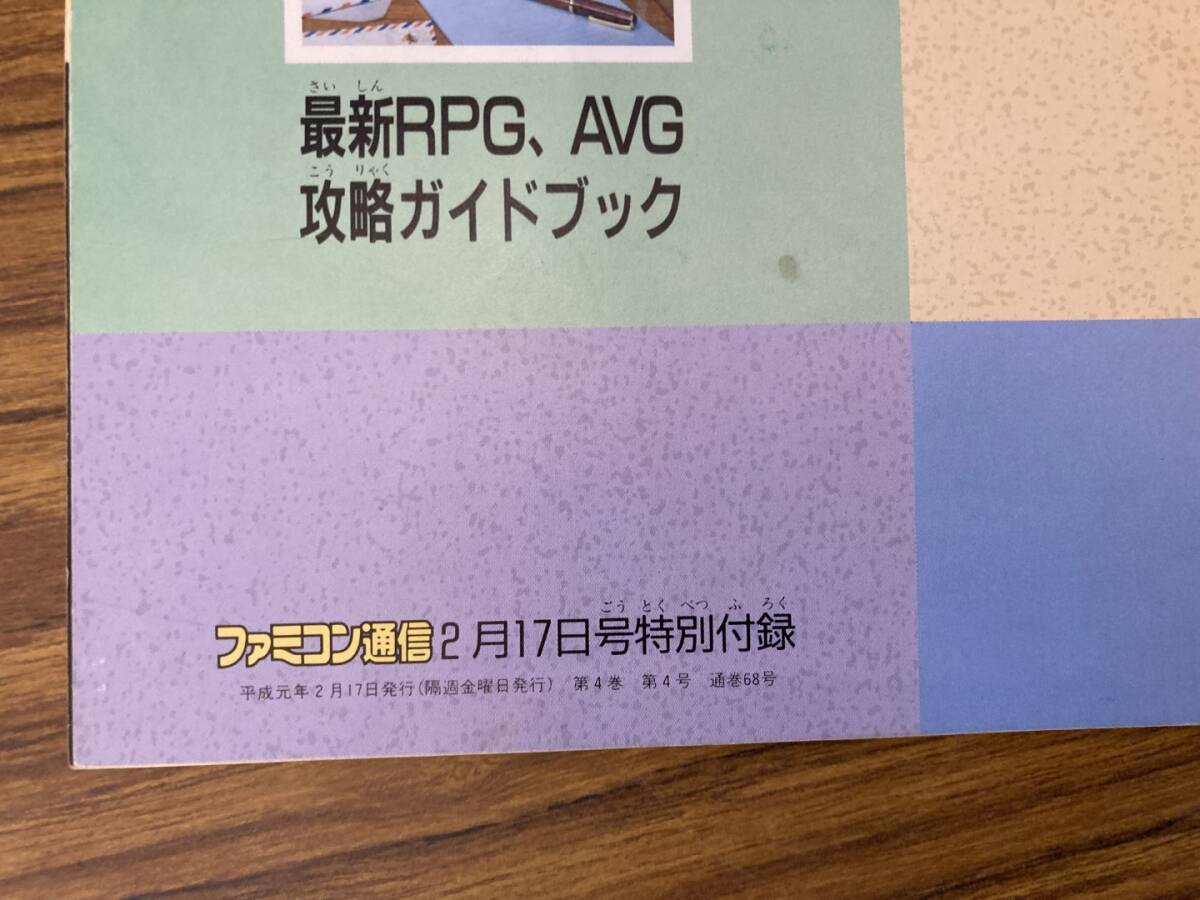 さい しん
最新RPG、AVG
こう りゃく
攻略ガイドブック
ごう とく べつ ふ ろく
ファミコン通信2月17日号特別付録
平成元年2月17日発行(隔週金曜日発行) 第4巻 第4号 通巻68号